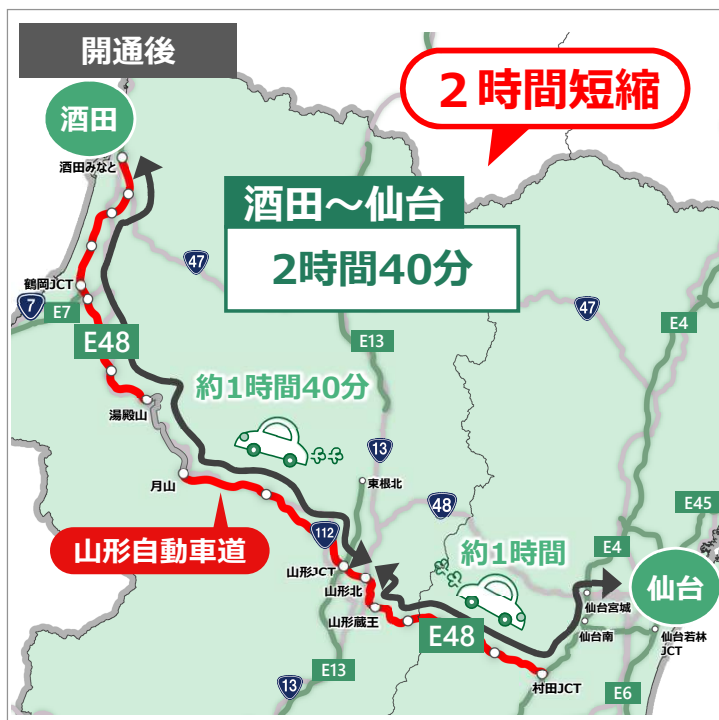 開通後
2時間短縮
酒田
酒田みなと
酒田～仙台
2時間40分
47
鶴岡JCT
7
E7
E48
47
E4
E13
約1時間40分
湯殿山
13
月山
東根北
48
E45
112
山形自動車道
約1時間
E4
山形JCT
山形北
仙台
仙台宮城
山形蔵王
E48
仙台南
仙台若林
JCT
E13
13
村田JCT
E6